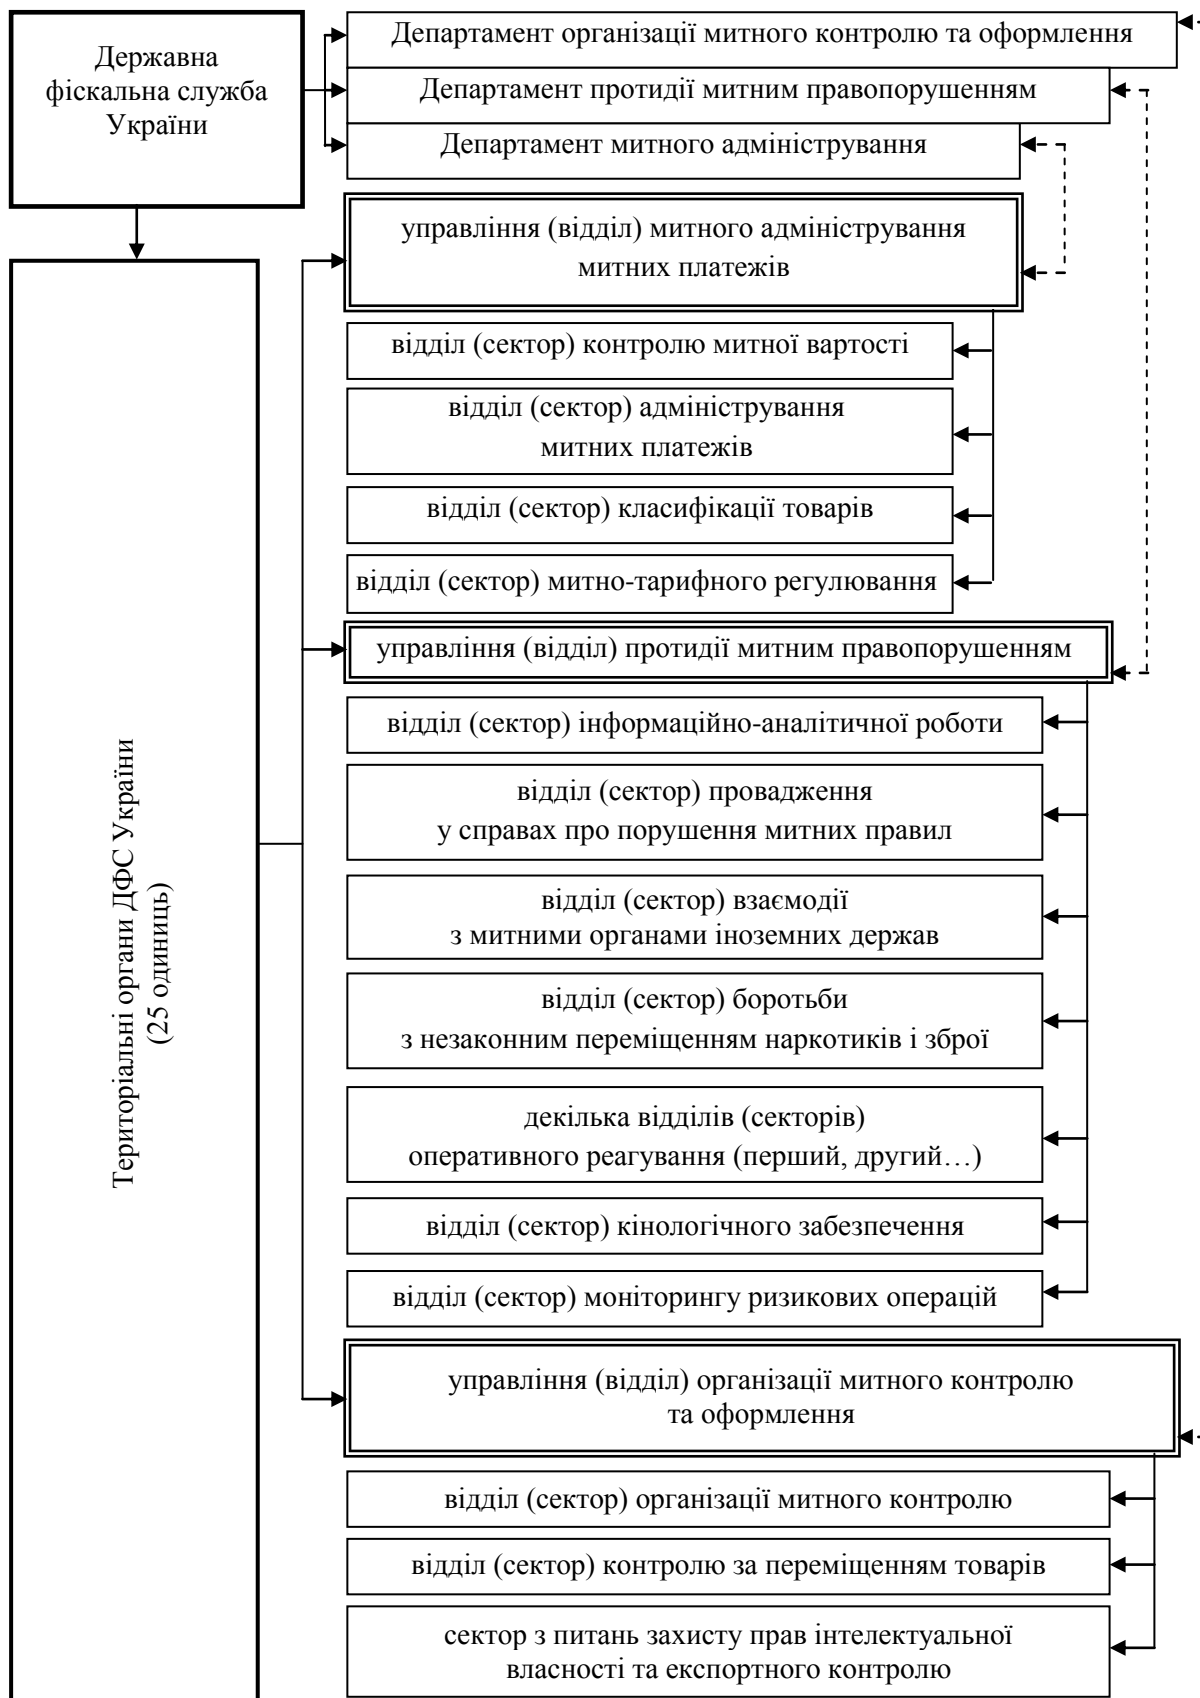 Державна
фіскальна служба
України
Департамент організації митного контролю та оформлення
Департамент протидії митним правопорушенням
Департамент митного адміністрування
управління (відділ) митного адміністрування
митних платежів
відділ (сектор) контролю митної вартості
відділ (сектор) адміністрування
митних платежів
відділ (сектор) класифікації товарів
відділ (сектор) митно-тарифного регулювання
управління (відділ) протидії митним правопорушенням
відділ (сектор) інформаційно-аналітичної роботи
відділ (сектор) провадження
у справах про порушення митних правил
відділ (сектор) взаємодії
з митними органами іноземних держав
відділ (сектор) боротьби
з незаконним переміщенням наркотиків і зброї
декілька відділів (секторів)
оперативного реагування (перший, другий…)
відділ (сектор) кінологічного забезпечення
відділ (сектор) моніторингу ризикових операцій
управління (відділ) організації митного контролю
та оформлення
відділ (сектор) організації митного контролю
відділ (сектор) контролю за переміщенням товарів
сектор з питань захисту прав інтелектуальної
власності та експортного контролю
Територіальні органи ДФС України
(25 одиниць)